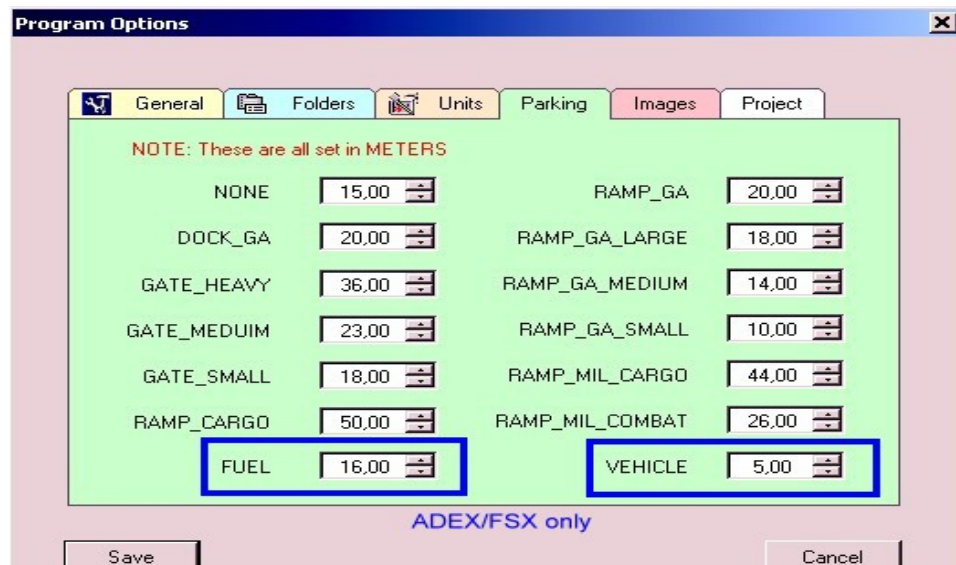 Program Options
General Folders Units Parking Images Project
NOTE: These are all set in METERS
NONE 15,00 RAMP_GA 20,00
DOCK_GA 20,00 RAMP_GA_LARGE 18,00
GATE_HEAVY 36,00 RAMP_GA_MEDIUM 14,00
GATE_MEDUIM 23,00 RAMP_GA_SMALL 10,00
GATE_SMALL 18,00 RAMP_MIL_CARGO 44,00
RAMP_CARGO 50,00 RAMP_MIL_COMBAT 26,00
FUEL 16,00 VEHICLE 5,00
ADEX/FSX only
Save Cancel